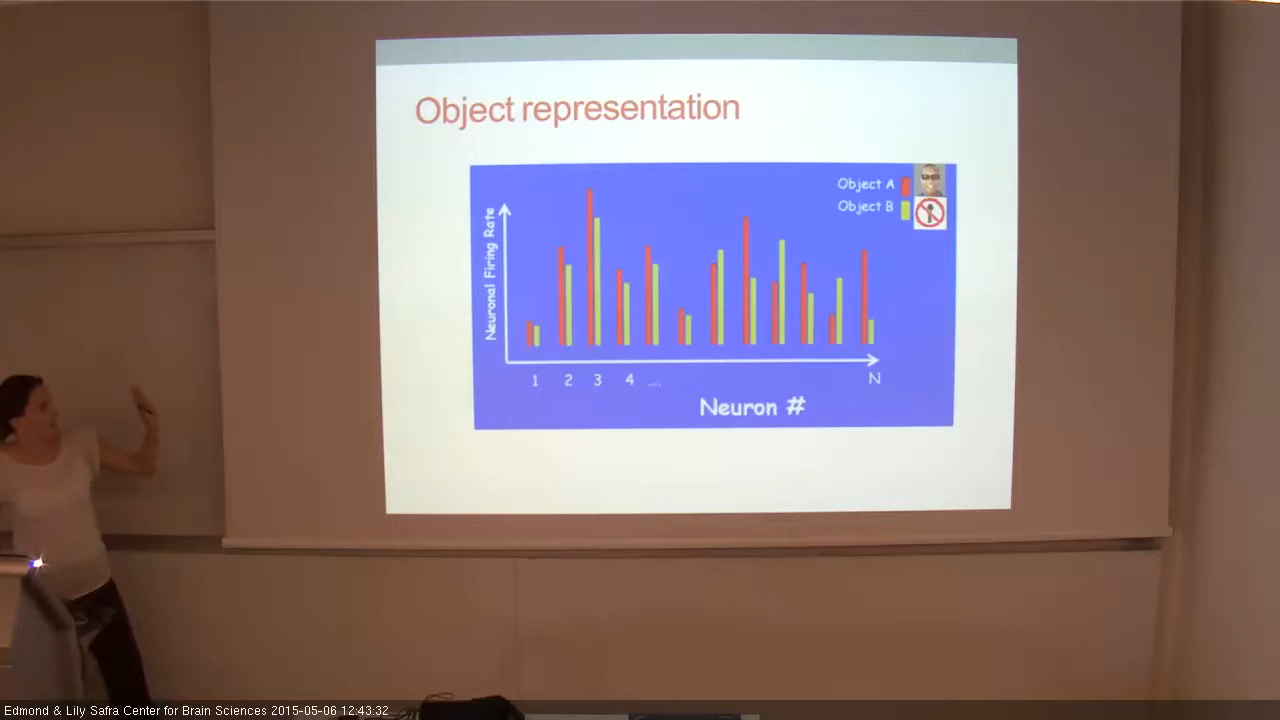 Object representation
Object A
Object B
Neuronal Firing Rate
1 2 3 4 .... N
Neuron #
Edmond & Lily Safra Center for Brain Sciences 2015-05-06 12:43:32